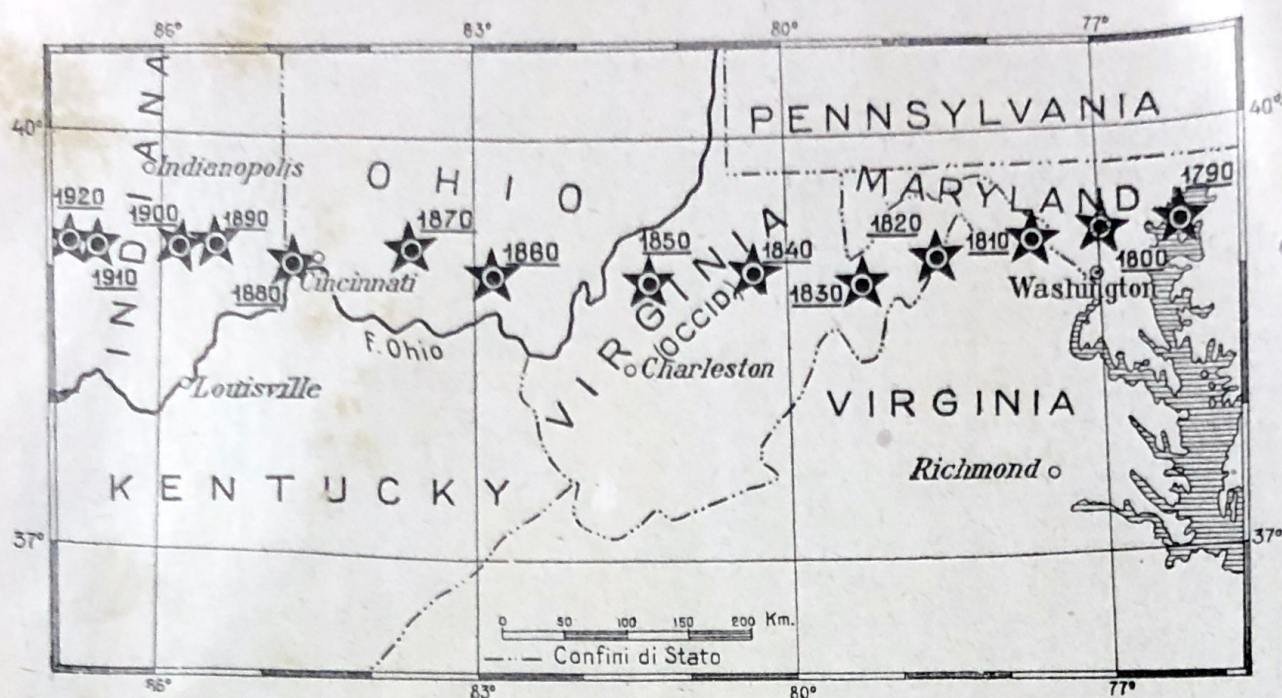 86° 83° 80° 77°
40° 40°
INDIANA
Indianopolis
OHIO
PENNSYLVANIA
MARYLAND
1920
1910
1900
1890
1880
1870
1860
1850
1840
1830
1820
1810
1800
1790
Cincinnati
Washington
F. Ohio
VIRGINIA
OCCID.
Louisville
Charleston
VIRGINIA
KENTUCKY
Richmond
37° 37°
0 50 100 150 200 Km.
Confini di Stato
86° 83° 80° 77°